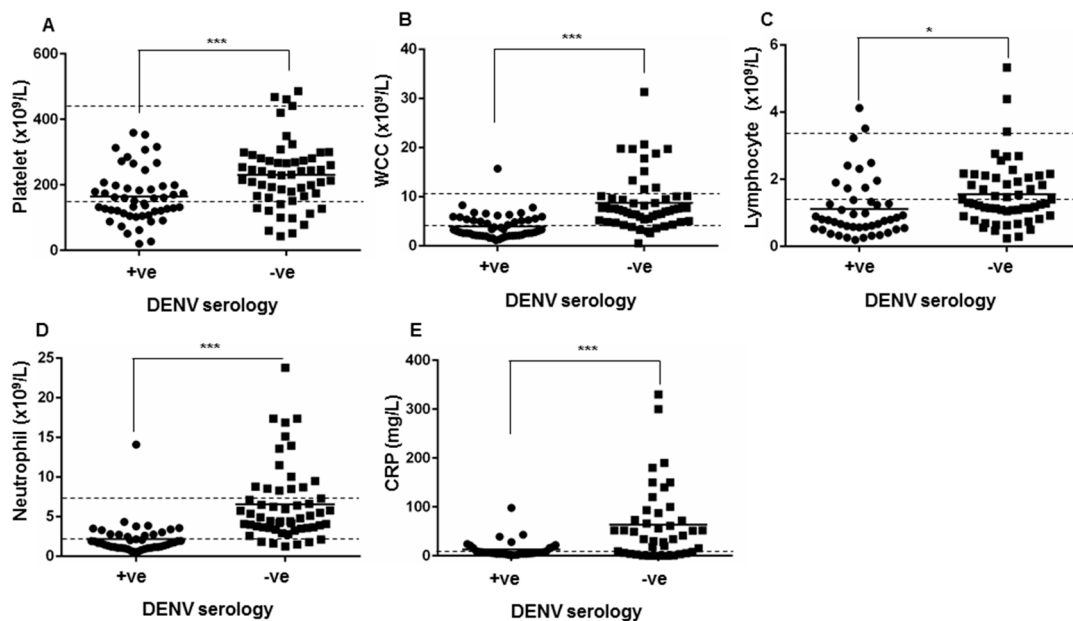 A
Platelet (x10⁹/L)
600
400
200
0
***
+ve
-ve
DENV serology
B
WCC (x10⁹/L)
40
30
20
10
0
***
+ve
-ve
DENV serology
C
Lymphocyte (x10⁹/L)
6
4
2
0
*
+ve
-ve
DENV serology
D
Neutrophil (x10⁹/L)
25
20
15
10
5
0
***
+ve
-ve
DENV serology
E
CRP (mg/L)
400
300
200
100
0
***
+ve
-ve
DENV serology